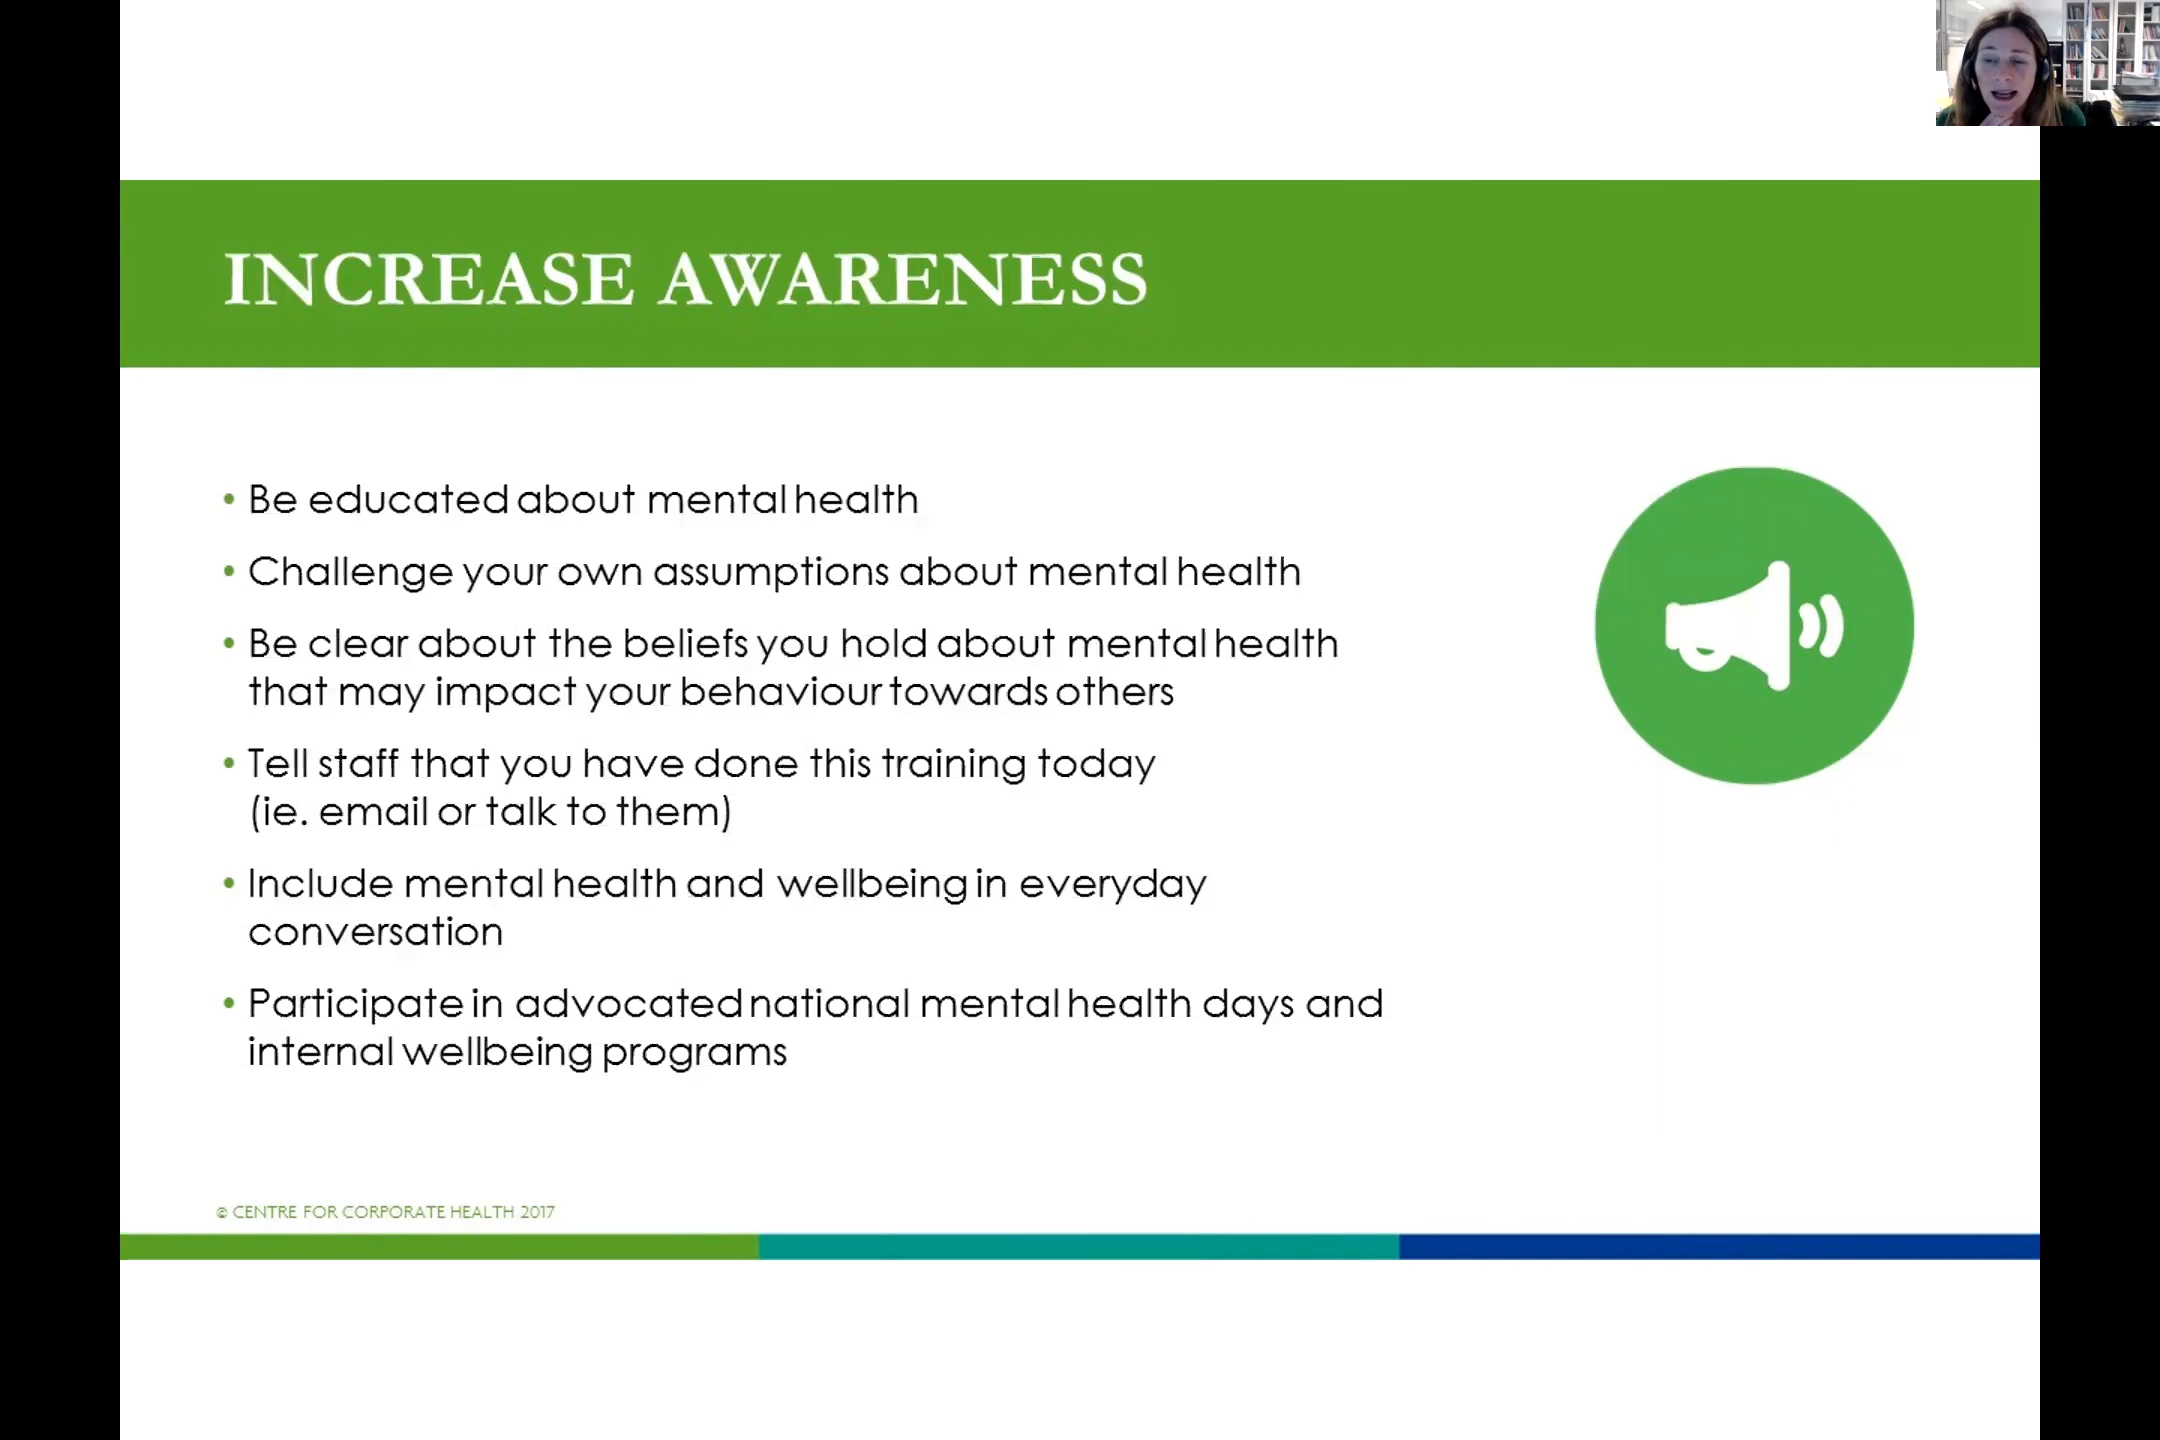 INCREASE AWARENESS
• Be educated about mental health
• Challenge your own assumptions about mental health
• Be clear about the beliefs you hold about mental health
that may impact your behaviour towards others
• Tell staff that you have done this training today
(ie. email or talk to them)
• Include mental health and wellbeing in everyday
conversation
• Participate in advocated national mental health days and
internal wellbeing programs
© CENTRE FOR CORPORATE HEALTH 2017